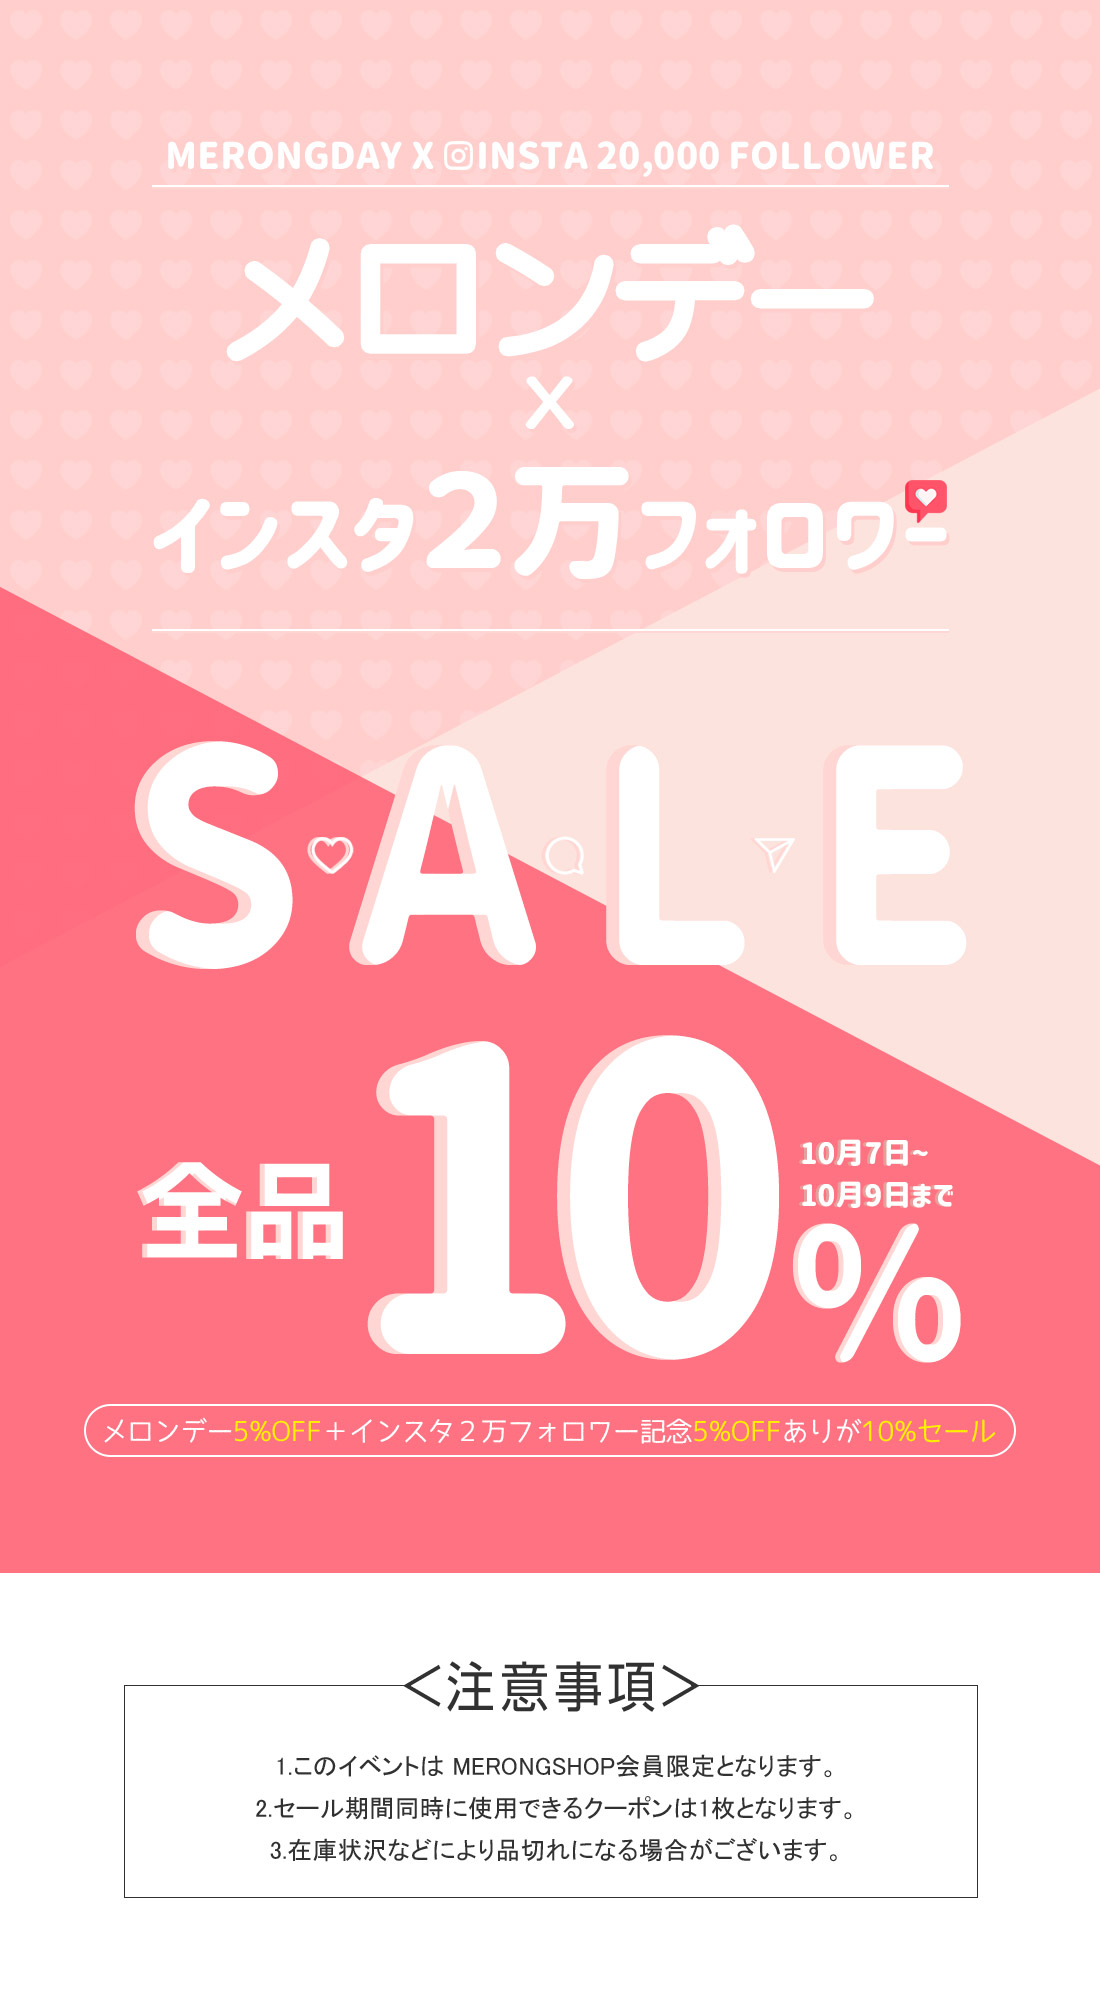 MERONGDAY X INSTA 20,000 FOLLOWER
メロンデー
×
インスタ2万フォロワー
SALE
全品10%
10月7日~
10月9日まで
メロンデー5%OFF＋インスタ２万フォロワー記念5%OFFありが10%セール
＜注意事項＞
1.このイベントは MERONGSHOP会員限定となります。
2.セール期間同時に使用できるクーポンは1枚となります。
3.在庫状況などにより品切れになる場合がございます。